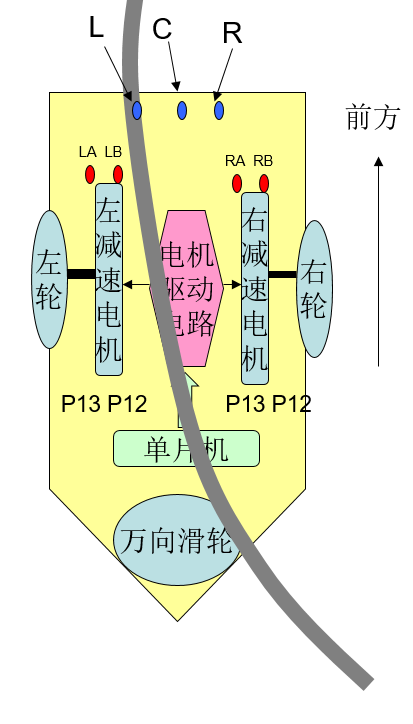 L C R
前方
LA LB
RA RB
左轮
左减速电机
电机
驱动
电路
右减速电机
右轮
P13 P12
P13 P12
单片机
万向滑轮